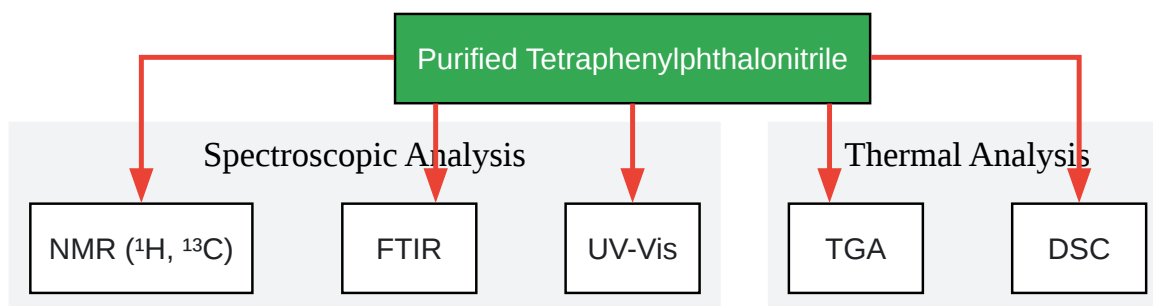 Purified Tetraphenylphthalonitrile
Spectroscopic Analysis
Thermal Analysis
NMR (¹H, ¹³C)
FTIR
UV-Vis
TGA
DSC